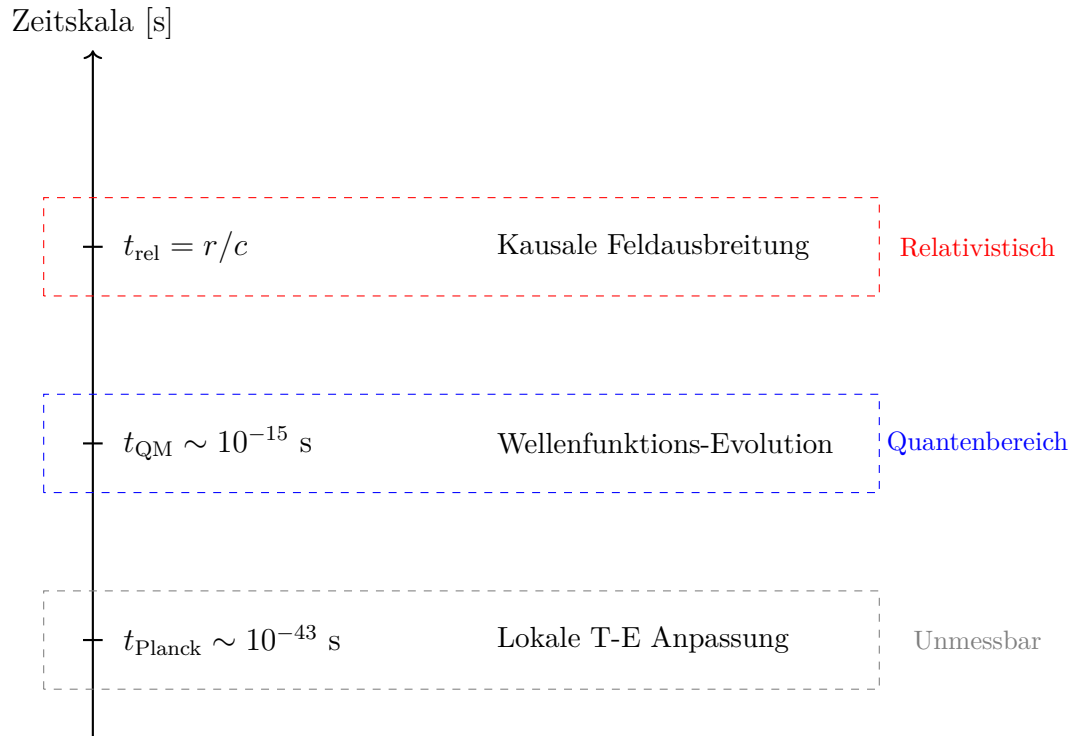 Zeitskala [s]
t_rel = r/c Kausale Feldausbreitung Relativistisch
t_QM ∼ 10⁻¹⁵ s Wellenfunktions-Evolution Quantenbereich
t_Planck ∼ 10⁻⁴³ s Lokale T-E Anpassung Unmessbar